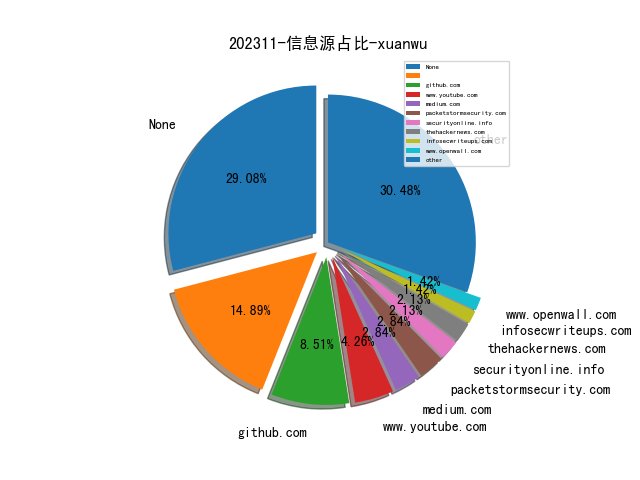 202311-信息源占比-xuanwu
None
github.com
www.youtube.com
medium.com
packetstormsecurity.com
securityonline.info
thehackernews.com
infosecwriteups.com
www.openwall.com
other
other
None
29.08%
30.48%
14.89%
8.51%
4.26%
2.84%
2.84%
2.13%
2.13%
1.42%
1.42%
www.openwall.com
infosecwriteups.com
thehackernews.com
securityonline.info
packetstormsecurity.com
medium.com
www.youtube.com
github.com